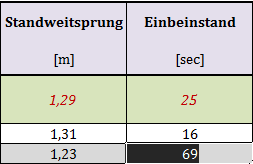 Standweitsprung Einbeinstand
[m] [sec]
1,29 25
1,31 16
1,23 69